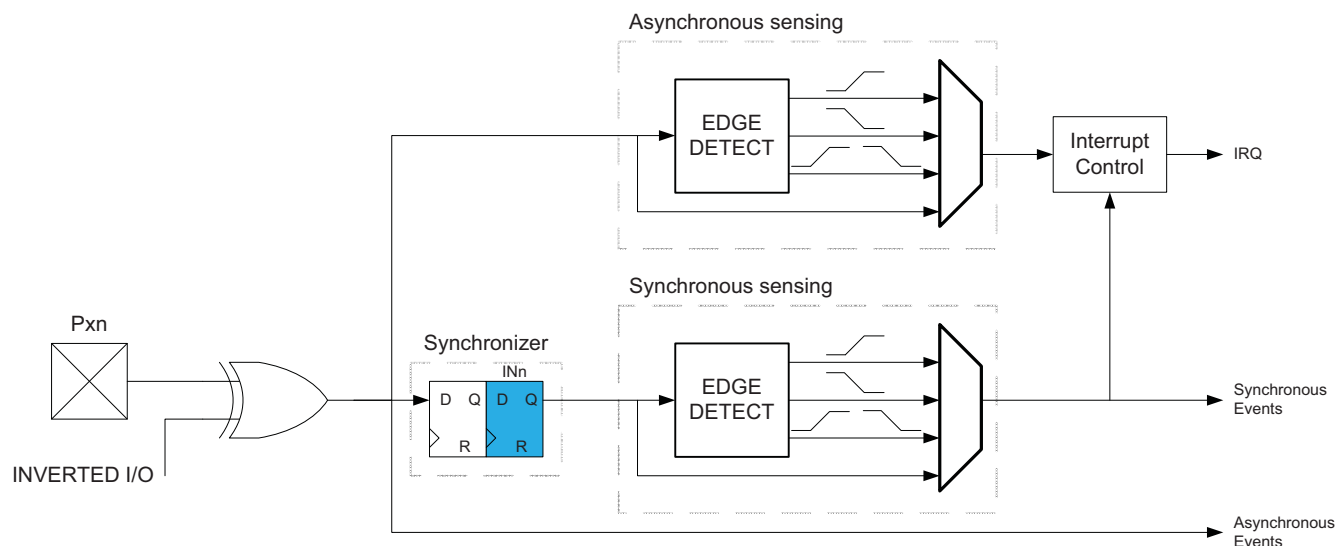 Asynchronous sensing
EDGE
DETECT
Interrupt
Control
IRQ
Synchronous sensing
Pxn
Synchronizer
INn
D Q
R
D Q
R
EDGE
DETECT
Synchronous
Events
INVERTED I/O
Asynchronous
Events